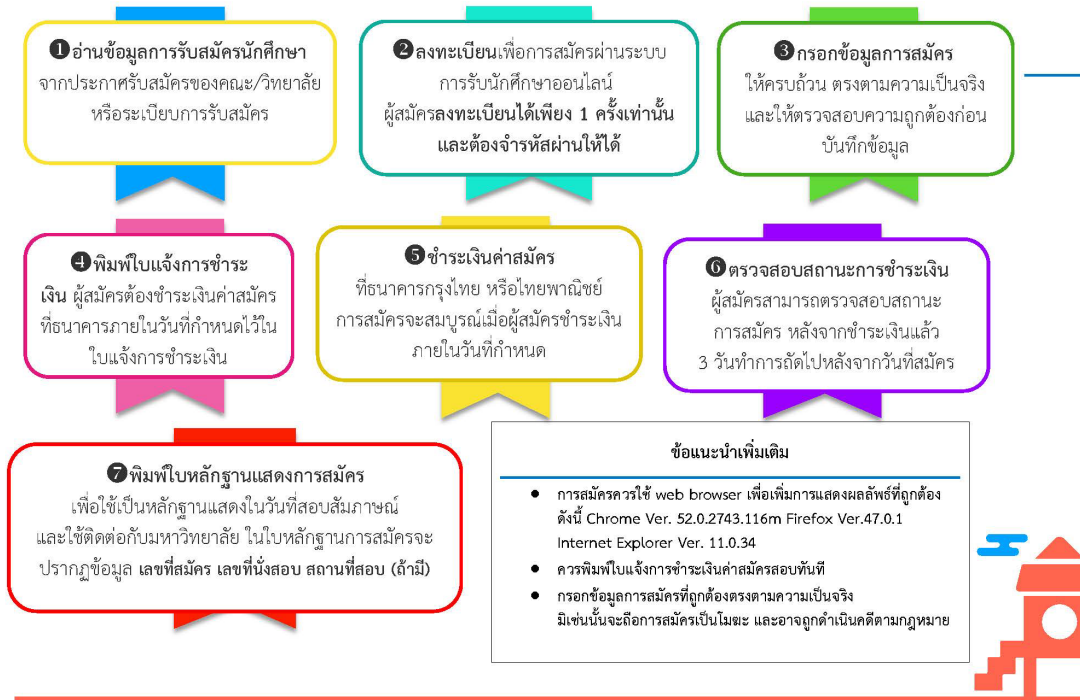 ❶อ่านข้อมูลการรับสมัครนักศึกษา
จากประกาศรับสมัครของคณะ/วิทยาลัย
หรือระเบียบการรับสมัคร
❷ลงทะเบียนเพื่อการสมัครผ่านระบบ
การรับนักศึกษาออนไลน์
ผู้สมัครลงทะเบียนได้เพียง 1 ครั้งเท่านั้น
และต้องจำรหัสผ่านให้ได้
❸กรอกข้อมูลการสมัคร
ให้ครบถ้วน ตรงตามความเป็นจริง
และให้ตรวจสอบความถูกต้องก่อน
บันทึกข้อมูล
❹พิมพ์ใบแจ้งการชำระ
เงิน ผู้สมัครต้องชำระเงินค่าสมัคร
ที่ธนาคารภายในวันที่กำหนดไว้ใน
ใบแจ้งการชำระเงิน
❺ชำระเงินค่าสมัคร
ที่ธนาคารกรุงไทย หรือไทยพาณิชย์
การสมัครจะสมบูรณ์เมื่อผู้สมัครชำระเงิน
ภายในวันที่กำหนด
❻ตรวจสอบสถานะการชำระเงิน
ผู้สมัครสามารถตรวจสอบสถานะ
การสมัคร หลังจากชำระเงินแล้ว
3 วันทำการถัดไปหลังจากวันที่สมัคร
❼พิมพ์ใบหลักฐานแสดงการสมัคร
เพื่อใช้เป็นหลักฐานแสดงในวันที่สอบสัมภาษณ์
และใช้ติดต่อกับมหาวิทยาลัย ในใบหลักฐานการสมัครจะ
ปรากฏข้อมูล เลขที่สมัคร เลขที่นั่งสอบ สถานที่สอบ (ถ้ามี)
ข้อแนะนำเพิ่มเติม
● การสมัครควรใช้ web browser เพื่อเพิ่มการแสดงผลลัพธ์ที่ถูกต้อง
ดังนี้ Chrome Ver. 52.0.2743.116m Firefox Ver.47.0.1
Internet Explorer Ver. 11.0.34
● ควรพิมพ์ใบแจ้งการชำระเงินค่าสมัครสอบทันที
● กรอกข้อมูลการสมัครที่ถูกต้องตรงตามความเป็นจริง
มิเช่นนั้นจะถือการสมัครเป็นโมฆะ และอาจถูกดำเนินคดีตามกฎหมาย